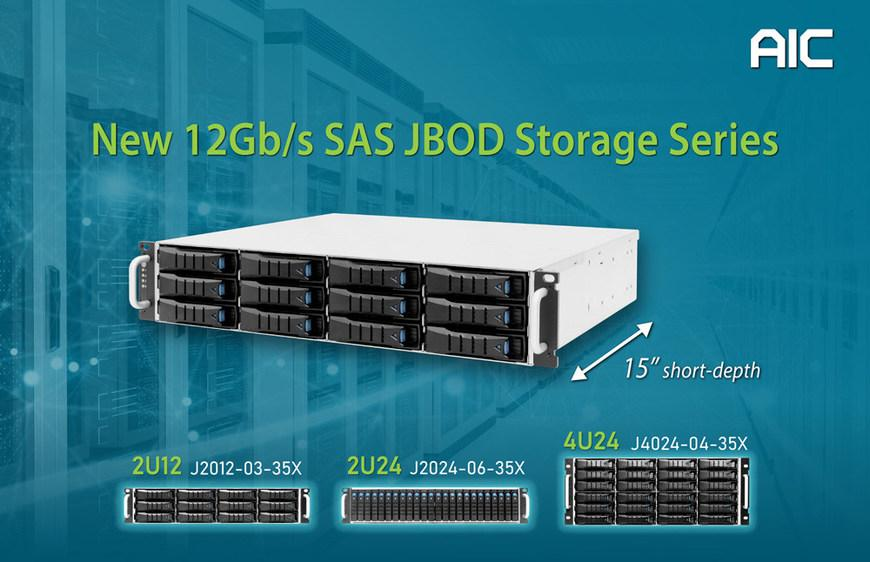 AIC
New 12Gb/s SAS JBOD Storage Series
15” short-depth
2U12 J2012-03-35X
2U24 J2024-06-35X
4U24 J4024-04-35X